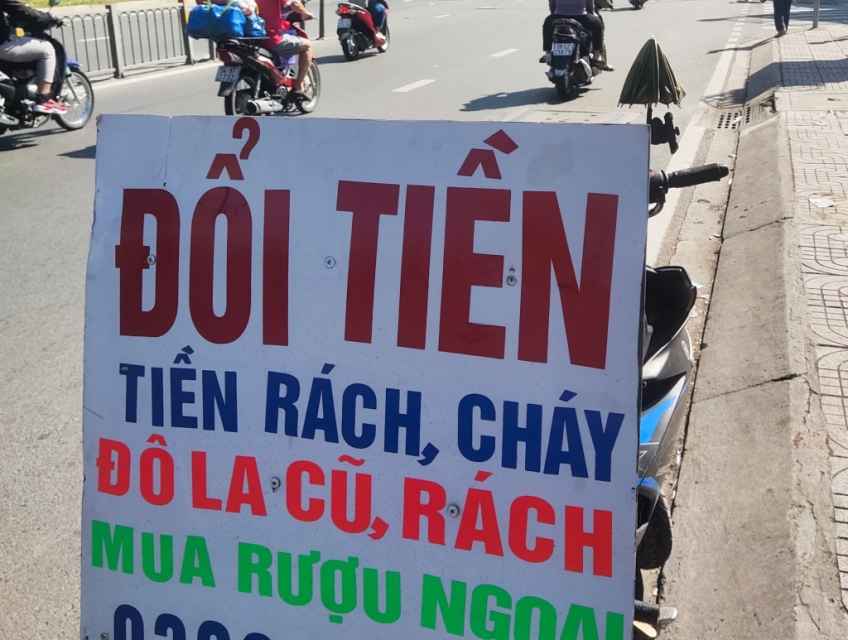 ĐỔI TIỀN
TIỀN RÁCH, CHÁY
ĐÔ LA CŨ, RÁCH
MUA RƯỢU NGOẠI